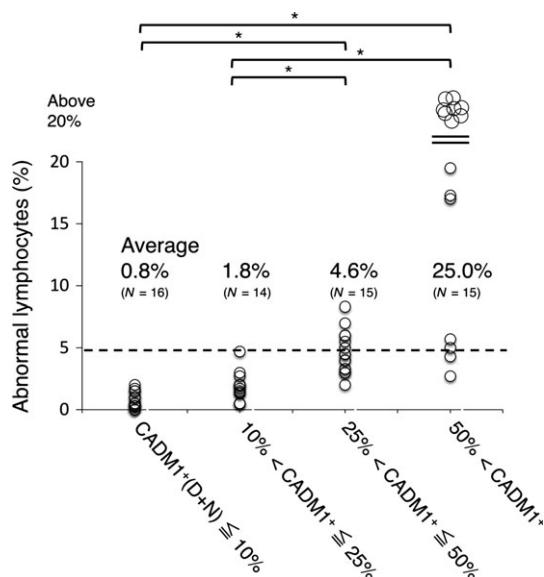 *
*
*
*
Above
20%
Abnormal lymphocytes (%)
20
15
10
5
0
Average
0.8% 1.8% 4.6% 25.0%
(N = 16) (N = 14) (N = 15) (N = 15)
CADM1⁺(D+N) ≦ 10%
10% < CADM1⁺ ≦ 25%
25% < CADM1⁺ ≦ 50%
50% < CADM1⁺